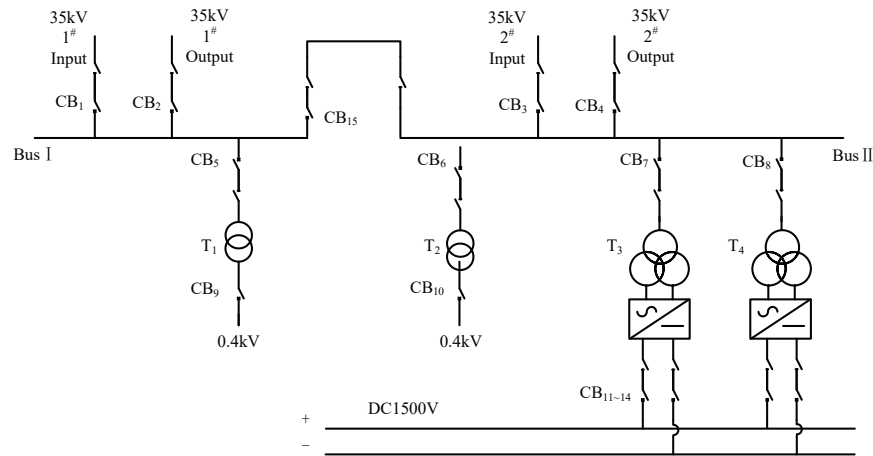 35kV
1#
Input
35kV
1#
Output
35kV
2#
Input
35kV
2#
Output
CB1
CB2
CB15
CB3
CB4
Bus Ⅰ
Bus Ⅱ
CB5
CB6
CB7
CB8
T1
T2
T3
T4
CB9
CB10
0.4kV
0.4kV
CB11~14
DC1500V
+
−